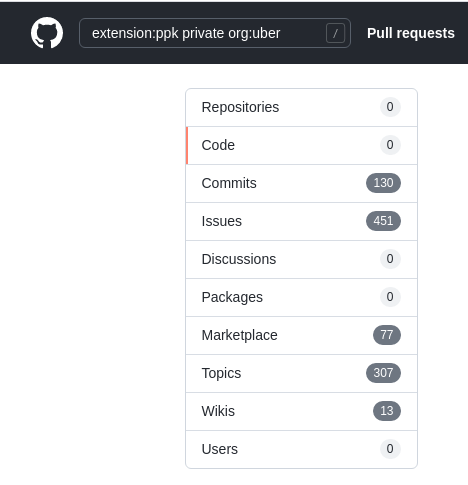 extension:ppk private org:uber / Pull requests
Repositories 0
Code 0
Commits 130
Issues 451
Discussions 0
Packages 0
Marketplace 77
Topics 307
Wikis 13
Users 0